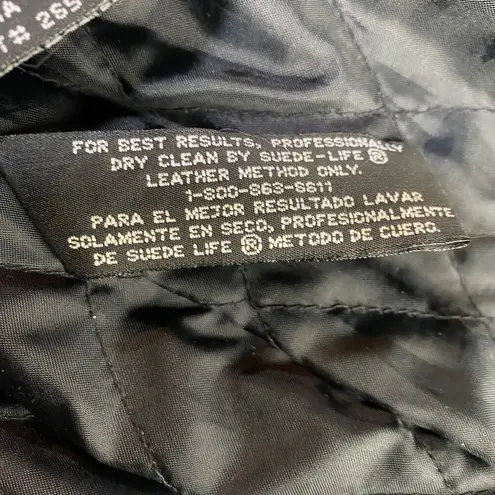 FOR BEST RESULTS, PROFESSIONALLY
DRY CLEAN BY SUEDE-LIFE ®
LEATHER METHOD ONLY.
1-800-863-8611
PARA EL MEJOR RESULTADO LAVAR
SOLAMENTE EN SECO, PROFESIONALMENTE
DE SUEDE LIFE ® METODO DE CUERO.